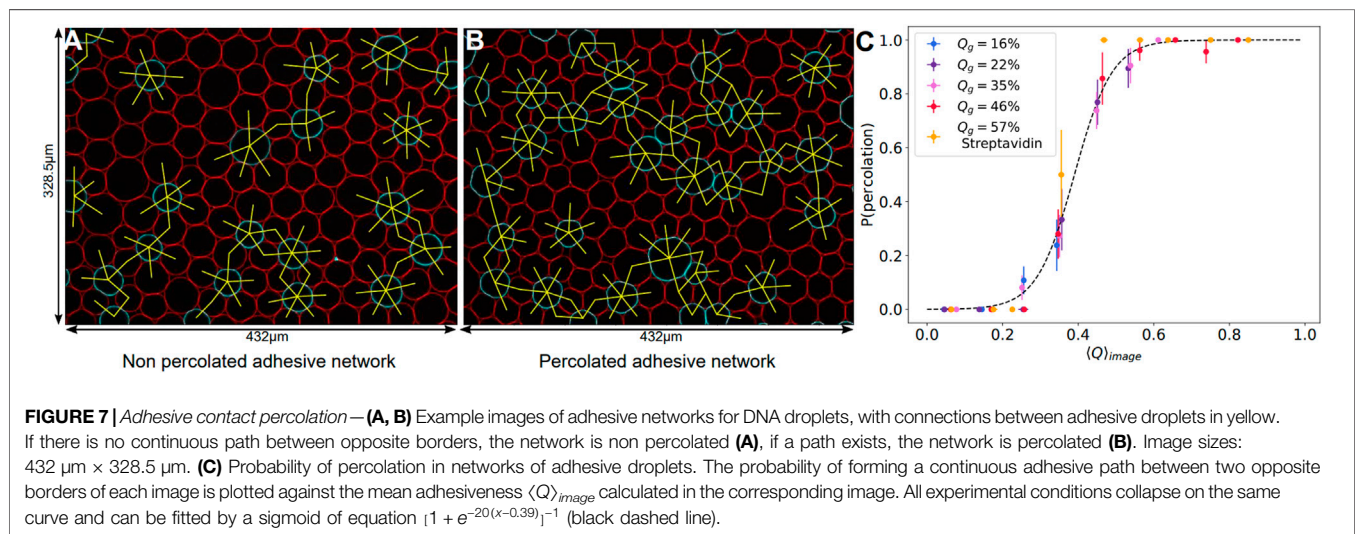 A
B
328.5µm
432µm
432µm
Non percolated adhesive network
Percolated adhesive network
C
Q_g = 16%
Q_g = 22%
Q_g = 35%
Q_g = 46%
Q_g = 57%
Streptavidin
P(percolation)
1.0
0.8
0.6
0.4
0.2
0.0
0.0 0.2 0.4 0.6 0.8 1.0
⟨Q⟩_image
FIGURE 7 | Adhesive contact percolation—(A, B) Example images of adhesive networks for DNA droplets, with connections between adhesive droplets in yellow.
If there is no continuous path between opposite borders, the network is non percolated (A), if a path exists, the network is percolated (B). Image sizes:
432 µm × 328.5 µm. (C) Probability of percolation in networks of adhesive droplets. The probability of forming a continuous adhesive path between two opposite
borders of each image is plotted against the mean adhesiveness ⟨Q⟩_image calculated in the corresponding image. All experimental conditions collapse on the same
curve and can be fitted by a sigmoid of equation [1 + e^{−20(x−0.39)}]^{−1} (black dashed line).